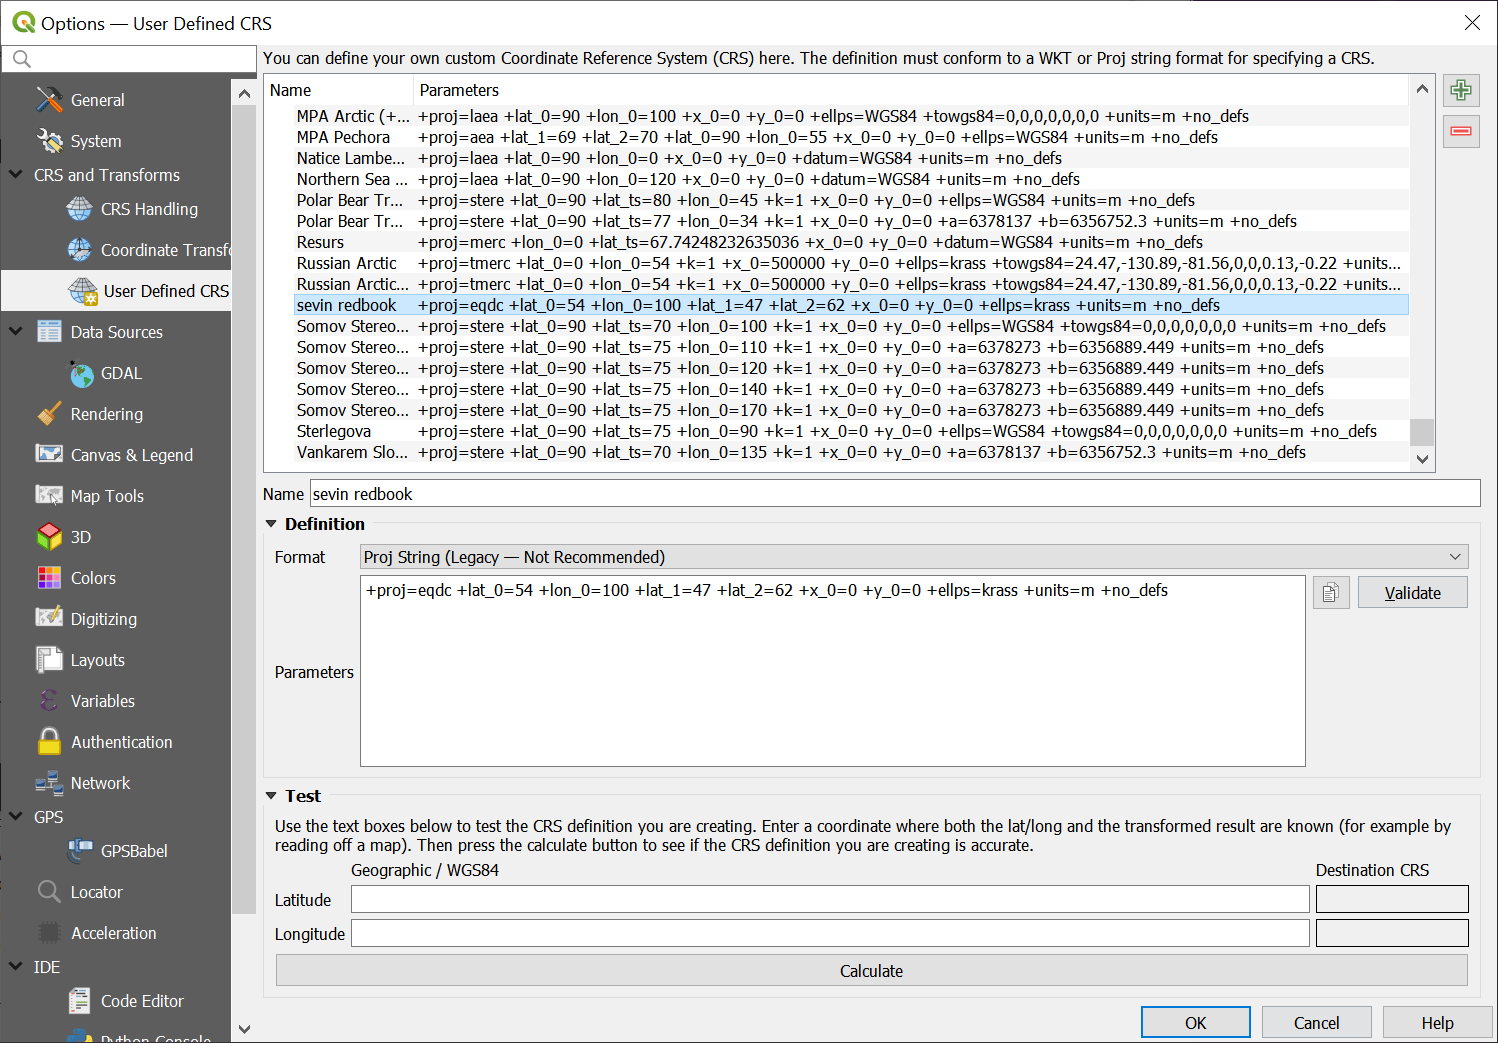 Options — User Defined CRS
You can define your own custom Coordinate Reference System (CRS) here. The definition must conform to a WKT or Proj string format for specifying a CRS.
General
System
CRS and Transforms
CRS Handling
Coordinate Transfo
User Defined CRS
Data Sources
GDAL
Rendering
Canvas & Legend
Map Tools
3D
Colors
Digitizing
Layouts
Variables
Authentication
Network
GPS
GPSBabel
Locator
Acceleration
IDE
Code Editor
Python Console
Name Parameters
MPA Arctic (+... +proj=laea +lat_0=90 +lon_0=100 +x_0=0 +y_0=0 +ellps=WGS84 +towgs84=0,0,0,0,0,0,0 +units=m +no_defs
MPA Pechora +proj=aea +lat_1=69 +lat_2=70 +lat_0=90 +lon_0=55 +x_0=0 +y_0=0 +ellps=WGS84 +units=m +no_defs
Natice Lambe... +proj=laea +lat_0=90 +lon_0=0 +x_0=0 +y_0=0 +datum=WGS84 +units=m +no_defs
Northern Sea ... +proj=laea +lat_0=90 +lon_0=120 +x_0=0 +y_0=0 +datum=WGS84 +units=m +no_defs
Polar Bear Tr... +proj=stere +lat_0=90 +lat_ts=80 +lon_0=45 +k=1 +x_0=0 +y_0=0 +ellps=WGS84 +units=m +no_defs
Polar Bear Tr... +proj=stere +lat_0=90 +lat_ts=77 +lon_0=34 +k=1 +x_0=0 +y_0=0 +a=6378137 +b=6356752.3 +units=m +no_defs
Resurs +proj=merc +lon_0=0 +lat_ts=67.74248232635036 +x_0=0 +y_0=0 +datum=WGS84 +units=m +no_defs
Russian Arctic +proj=tmerc +lat_0=0 +lon_0=54 +k=1 +x_0=500000 +y_0=0 +ellps=krass +towgs84=24.47,-130.89,-81.56,0,0,0.13,-0.22 +units...
Russian Arctic... +proj=tmerc +lat_0=0 +lon_0=54 +k=1 +x_0=500000 +y_0=0 +ellps=krass +towgs84=24.47,-130.89,-81.56,0,0,0.13,-0.22 +units...
sevin redbook +proj=eqdc +lat_0=54 +lon_0=100 +lat_1=47 +lat_2=62 +x_0=0 +y_0=0 +ellps=krass +units=m +no_defs
Somov Stereo... +proj=stere +lat_0=90 +lat_ts=70 +lon_0=100 +k=1 +x_0=0 +y_0=0 +ellps=WGS84 +towgs84=0,0,0,0,0,0,0 +units=m +no_defs
Somov Stereo... +proj=stere +lat_0=90 +lat_ts=75 +lon_0=110 +k=1 +x_0=0 +y_0=0 +a=6378273 +b=6356889.449 +units=m +no_defs
Somov Stereo... +proj=stere +lat_0=90 +lat_ts=75 +lon_0=120 +k=1 +x_0=0 +y_0=0 +a=6378273 +b=6356889.449 +units=m +no_defs
Somov Stereo... +proj=stere +lat_0=90 +lat_ts=75 +lon_0=140 +k=1 +x_0=0 +y_0=0 +a=6378273 +b=6356889.449 +units=m +no_defs
Somov Stereo... +proj=stere +lat_0=90 +lat_ts=75 +lon_0=170 +k=1 +x_0=0 +y_0=0 +a=6378273 +b=6356889.449 +units=m +no_defs
Sterlegova +proj=stere +lat_0=90 +lat_ts=75 +lon_0=90 +k=1 +x_0=0 +y_0=0 +ellps=WGS84 +towgs84=0,0,0,0,0,0,0 +units=m +no_defs
Vankarem Slo... +proj=stere +lat_0=90 +lat_ts=70 +lon_0=135 +k=1 +x_0=0 +y_0=0 +a=6378137 +b=6356752.3 +units=m +no_defs
Name sevin redbook
Definition
Format Proj String (Legacy — Not Recommended)
+proj=eqdc +lat_0=54 +lon_0=100 +lat_1=47 +lat_2=62 +x_0=0 +y_0=0 +ellps=krass +units=m +no_defs
Validate
Parameters
Test
Use the text boxes below to test the CRS definition you are creating. Enter a coordinate where both the lat/long and the transformed result are known (for example by
reading off a map). Then press the calculate button to see if the CRS definition you are creating is accurate.
Geographic / WGS84 Destination CRS
Latitude
Longitude
Calculate
OK Cancel Help